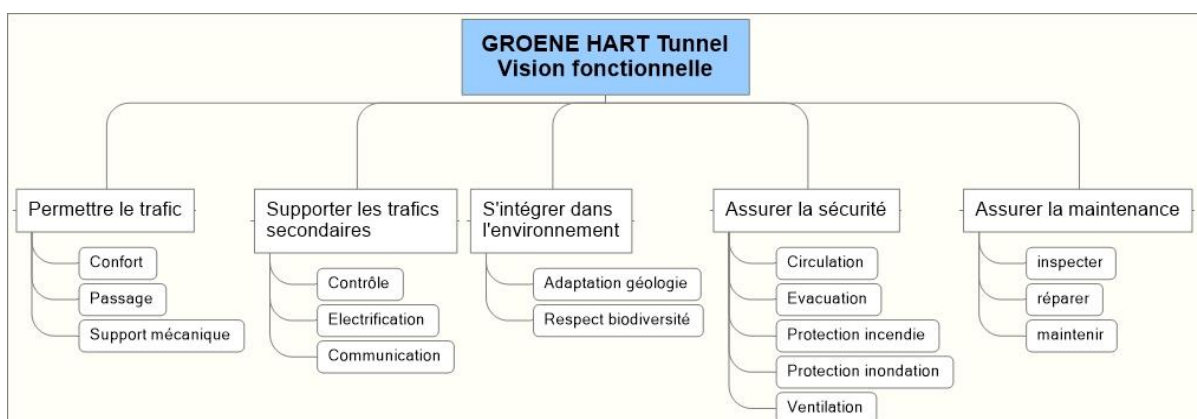 GROENE HART Tunnel
Vision fonctionnelle
Permettre le trafic
Confort
Passage
Support mécanique
Supporter les trafics
secondaires
Contrôle
Electrification
Communication
S'intégrer dans
l'environnement
Adaptation géologie
Respect biodiversité
Assurer la sécurité
Circulation
Evacuation
Protection incendie
Protection inondation
Ventilation
Assurer la maintenance
inspecter
réparer
maintenir